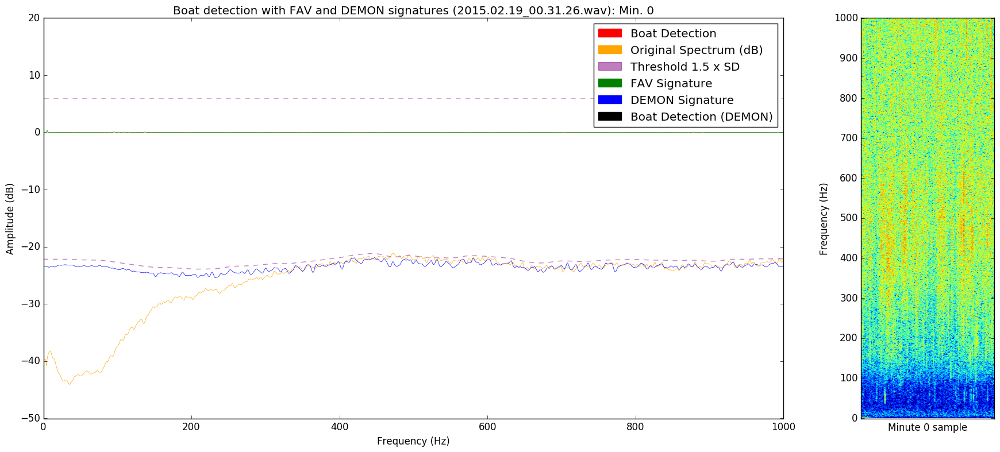 Boat detection with FAV and DEMON signatures (2015.02.19_00.31.26.wav): Min. 0
Boat Detection
Original Spectrum (dB)
Threshold 1.5 x SD
FAV Signature
DEMON Signature
Boat Detection (DEMON)
Amplitude (dB)
20
10
0
−10
−20
−30
−40
−50
0
200
400
600
800
1000
Frequency (Hz)
Frequency (Hz)
1000
900
800
700
600
500
400
300
200
100
0
Minute 0 sample